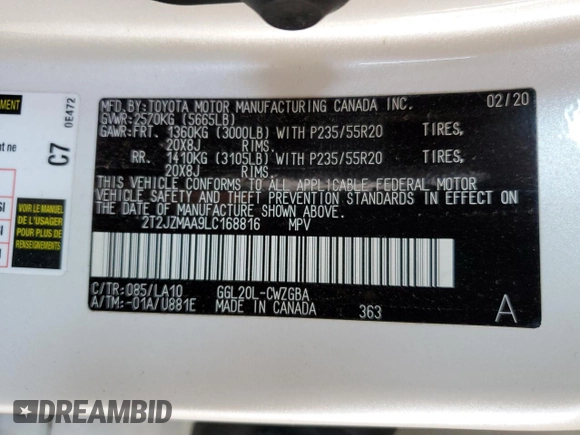 MFD.BY TOYOTA MOTOR MANUFACTURING CANADA INC. 02/20
GVWR:2570KG (5665LB)
GAWR:FRT. 1360KG (3000LB) WITH P235/55R20 TIRES,
20X8J RIMS.
RR. 1410KG (3105LB) WITH P235/55R20 TIRES,
20X8J RIMS.
THIS VEHICLE CONFORMS TO ALL APPLICABLE FEDERAL MOTOR
VEHICLE SAFETY AND THEFT PREVENTION STANDARDS IN EFFECT ON
THE DATE OF MANUFACTURE SHOWN ABOVE.
2T2JZMAA9LC168816 MPV
C/TR:085/LA10 GGL20L-CWZGBA
A/TM:-01A/U881E MADE IN CANADA 363 A
C7 0E472
VOIR LE MANUEL
DE L'USAGER
POUR PLUS DE
RENSEIGNEMENTS
DREAMBID